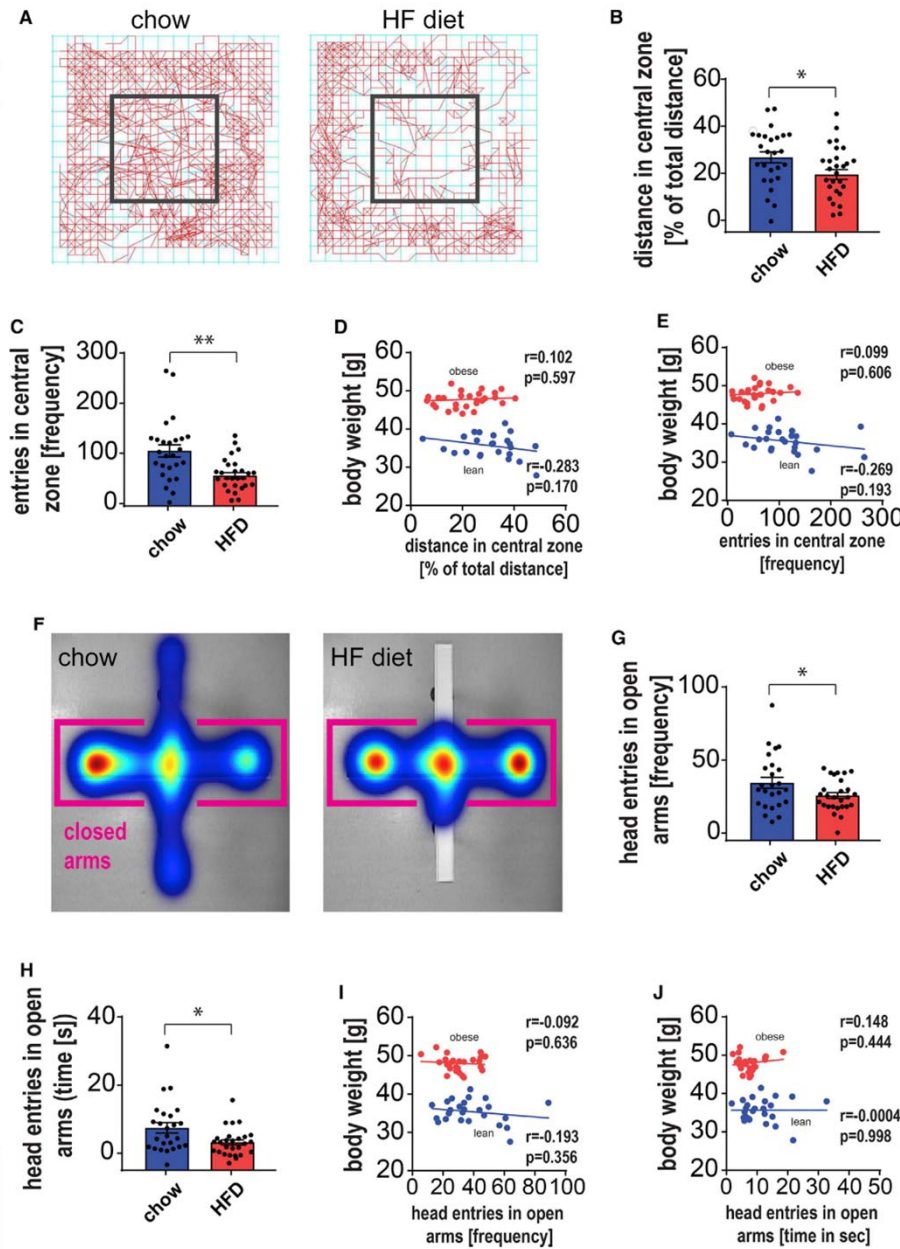 A
chow
HF diet
B
distance in central zone
[% of total distance]
60
40
20
0
*
chow
HFD
C
entries in central
zone [frequency]
300
200
100
0
**
chow
HFD
D
body weight [g]
60
50
40
30
20
obese
lean
r=0.102
p=0.597
r=-0.283
p=0.170
0
20
40
60
distance in central zone
[% of total distance]
E
body weight [g]
60
50
40
30
20
obese
lean
r=0.099
p=0.606
r=-0.269
p=0.193
0
100
200
300
entries in central zone
[frequency]
F
chow
closed
arms
HF diet
G
head entries in open
arms [frequency]
100
50
0
*
chow
HFD
H
head entries in open
arms (time [s])
40
20
0
*
chow
HFD
I
body weight [g]
60
50
40
30
20
obese
lean
r=-0.092
p=0.636
r=-0.193
p=0.356
0
20
40
60
80
100
head entries in open
arms [frequency]
J
body weight [g]
60
50
40
30
20
obese
lean
r=0.148
p=0.444
r=-0.0004
p=0.998
0
10
20
30
40
50
head entries in open
arms [time in sec]